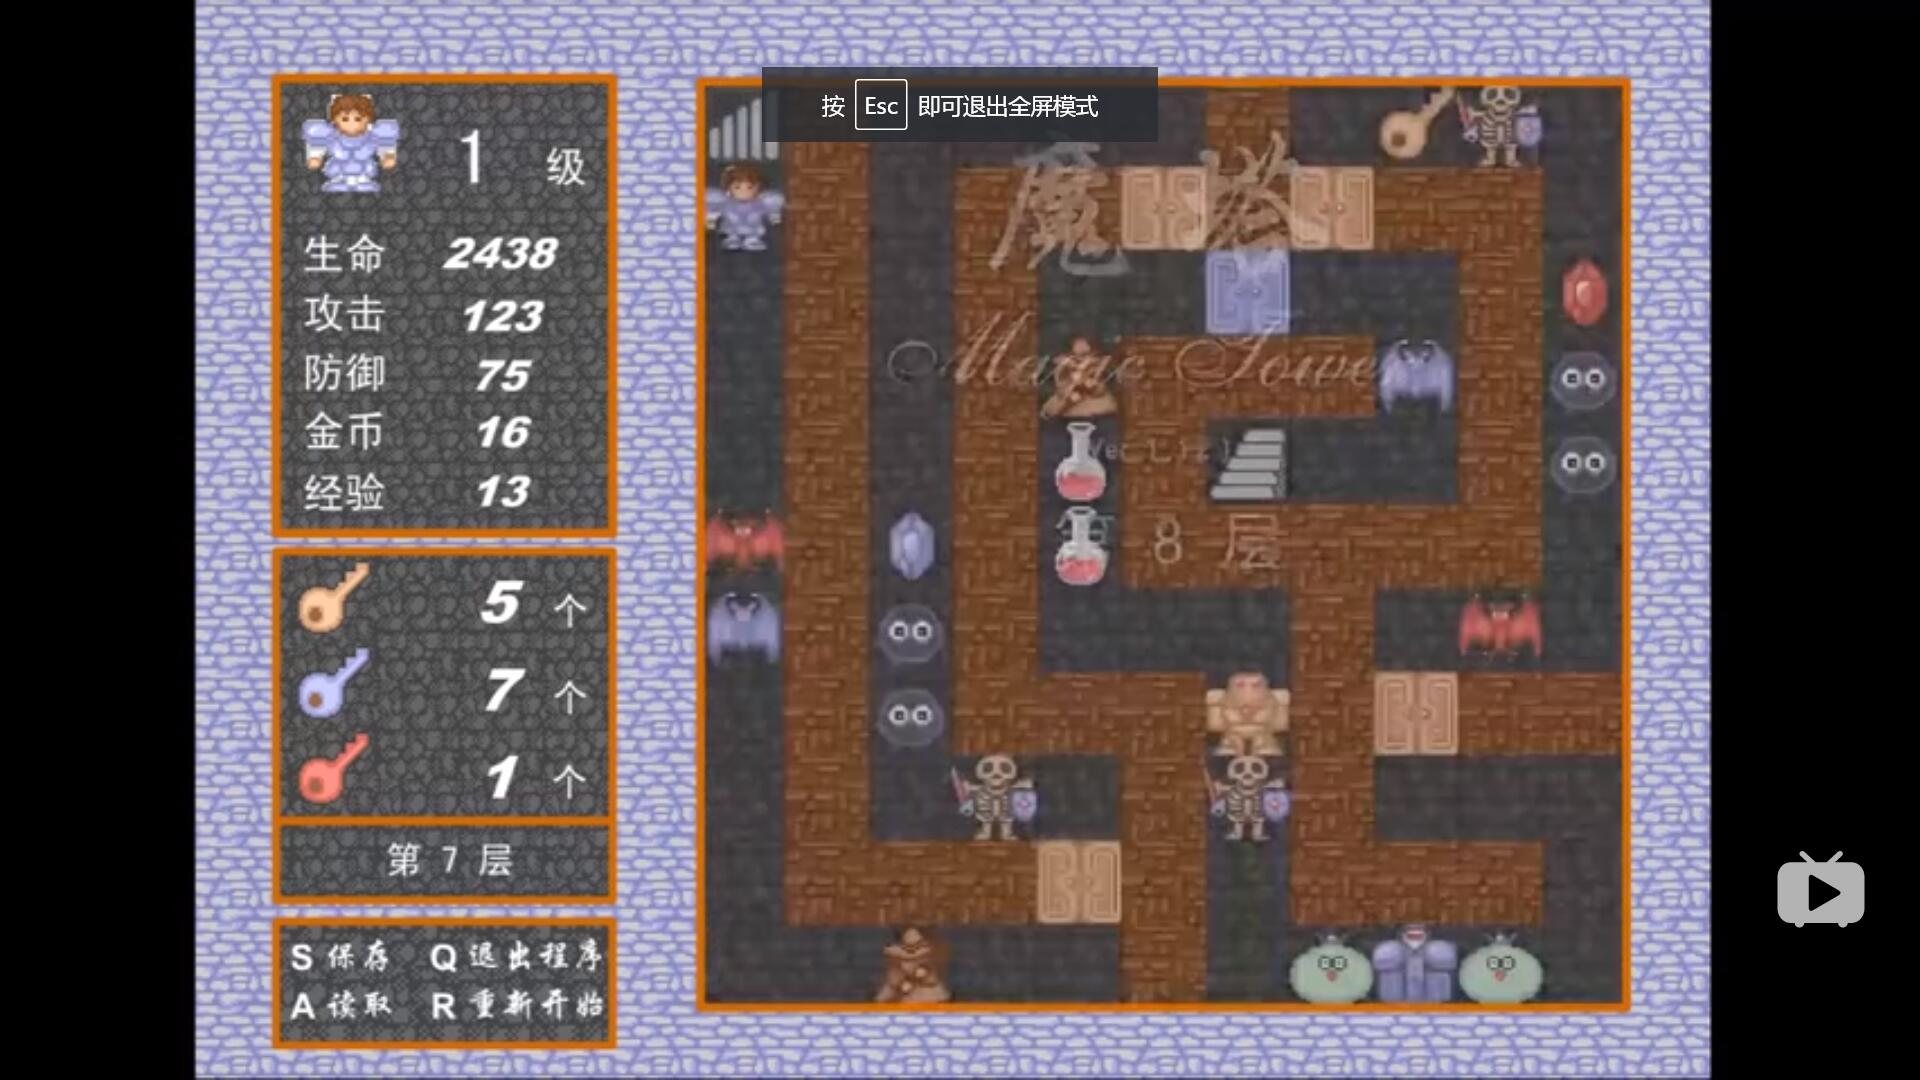 按 Esc 即可退出全屏模式
1 级
生命 2438
攻击 123
防御 75
金币 16
经验 13
5 个
7 个
1 个
第 7 层
S 保存 Q 退出程序
A 读取 R 重新开始
魔 塔
Magic Tower
8 层